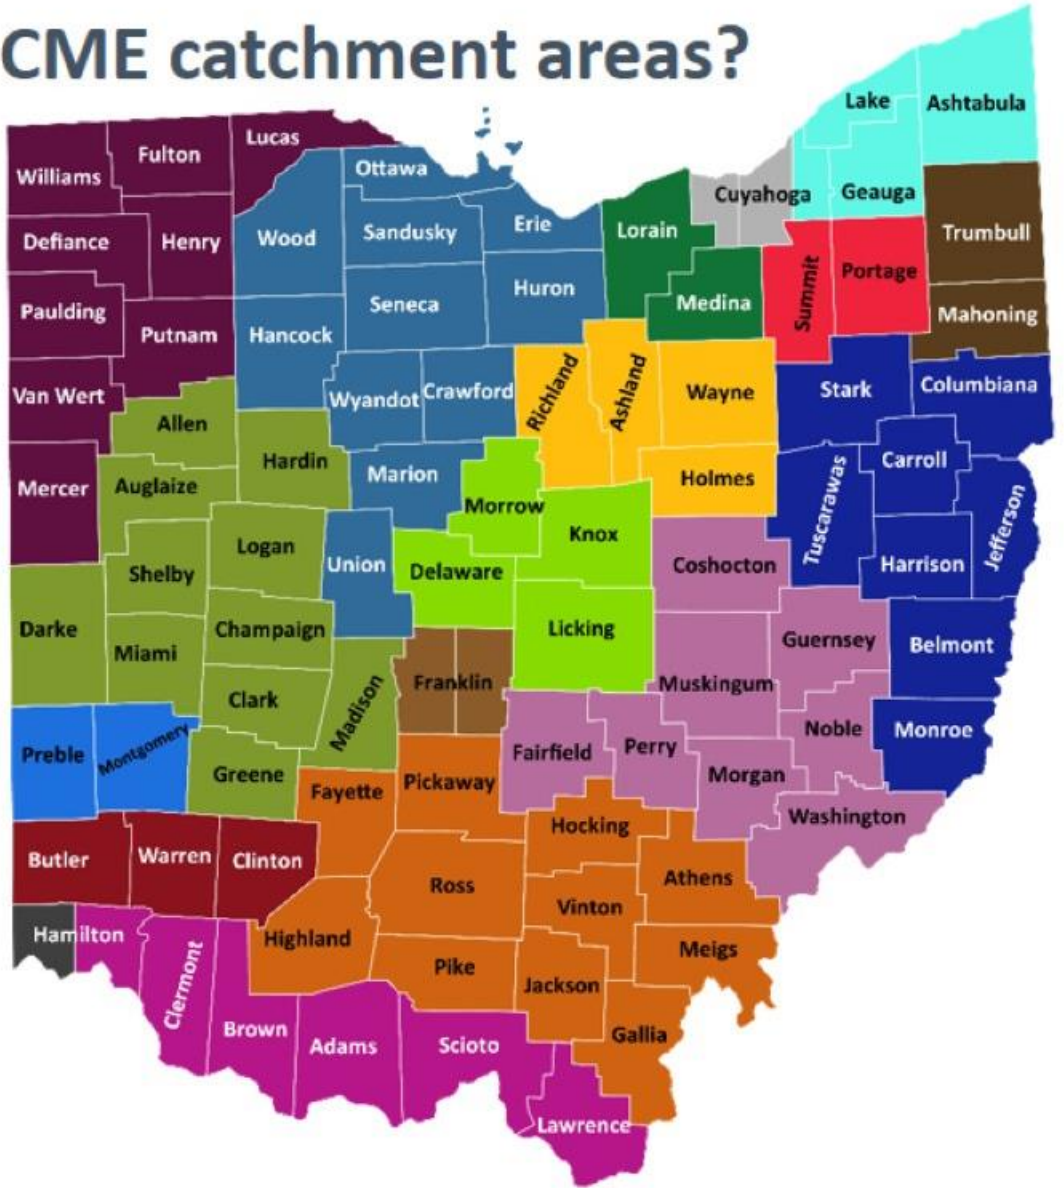 CME catchment areas?
Lake
Ashtabula
Lucas
Fulton
Williams
Ottawa
Cuyahoga
Geauga
Defiance
Henry
Wood
Sandusky
Erie
Lorain
Trumbull
Paulding
Putnam
Hancock
Seneca
Huron
Medina
Summit
Portage
Mahoning
Van Wert
Allen
Wyandot
Crawford
Richland
Ashland
Wayne
Stark
Columbiana
Mercer
Auglaize
Hardin
Marion
Morrow
Holmes
Carroll
Tuscarawas
Jefferson
Shelby
Logan
Union
Delaware
Knox
Coshocton
Harrison
Darke
Miami
Champaign
Licking
Guernsey
Belmont
Clark
Madison
Franklin
Muskingum
Preble
Montgomery
Greene
Fayette
Pickaway
Fairfield
Perry
Morgan
Noble
Monroe
Butler
Warren
Clinton
Hocking
Washington
Ross
Vinton
Athens
Hamilton
Clermont
Highland
Pike
Jackson
Meigs
Brown
Adams
Scioto
Gallia
Lawrence